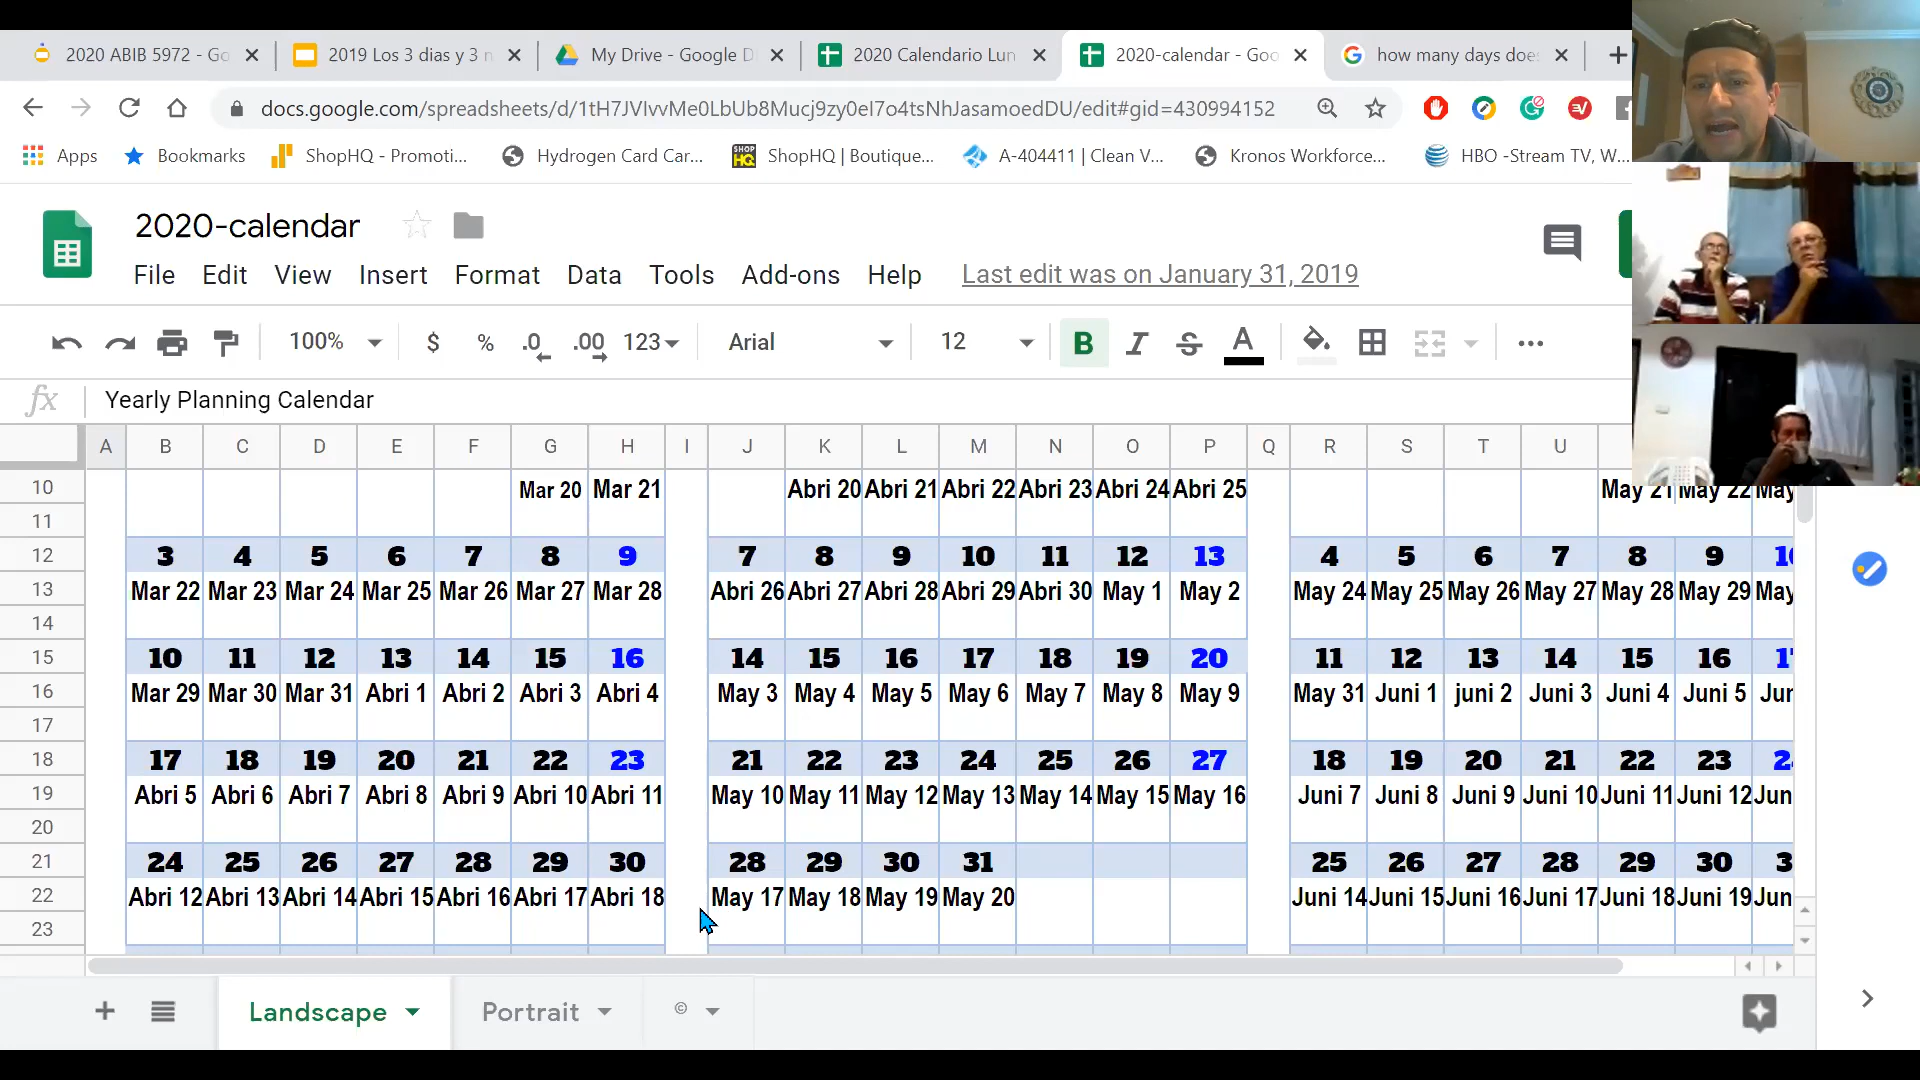 2020 ABIB 5972 - Go
2019 Los 3 dias y 3 n
My Drive - Google D
2020 Calendario Lun
2020-calendar - Goo
how many days does
docs.google.com/spreadsheets/d/1tH7JVlvvMe0LbUb8Mucj9zy0eI7o4tsNhJasamoedDU/edit#gid=430994152
Apps
Bookmarks
ShopHQ - Promoti...
Hydrogen Card Car...
SHOP HQ
ShopHQ | Boutique...
A-404411 | Clean V...
Kronos Workforce...
HBO -Stream TV, W...
2020-calendar
File Edit View Insert Format Data Tools Add-ons Help Last edit was on January 31, 2019
100% $ % .0 .00 123 Arial 12 B I S A
fx Yearly Planning Calendar
A B C D E F G H I J K L M N O P Q R S T U
10 Mar 20 Mar 21 Abri 20 Abri 21 Abri 22 Abri 23 Abri 24 Abri 25 May 21 May 22 May
11
12 3 4 5 6 7 8 9 7 8 9 10 11 12 13 4 5 6 7 8 9 10
13 Mar 22 Mar 23 Mar 24 Mar 25 Mar 26 Mar 27 Mar 28 Abri 26 Abri 27 Abri 28 Abri 29 Abri 30 May 1 May 2 May 24 May 25 May 26 May 27 May 28 May 29 May
14
15 10 11 12 13 14 15 16 14 15 16 17 18 19 20 11 12 13 14 15 16 17
16 Mar 29 Mar 30 Mar 31 Abri 1 Abri 2 Abri 3 Abri 4 May 3 May 4 May 5 May 6 May 7 May 8 May 9 May 31 Juni 1 juni 2 Juni 3 Juni 4 Juni 5 Jun
17
18 17 18 19 20 21 22 23 21 22 23 24 25 26 27 18 19 20 21 22 23 24
19 Abri 5 Abri 6 Abri 7 Abri 8 Abri 9 Abri 10 Abri 11 May 10 May 11 May 12 May 13 May 14 May 15 May 16 Juni 7 Juni 8 Juni 9 Juni 10 Juni 11 Juni 12 Jun
20
21 24 25 26 27 28 29 30 28 29 30 31 25 26 27 28 29 30 3
22 Abri 12 Abri 13 Abri 14 Abri 15 Abri 16 Abri 17 Abri 18 May 17 May 18 May 19 May 20 Juni 14 Juni 15 Juni 16 Juni 17 Juni 18 Juni 19 Jun
23
Landscape Portrait ©